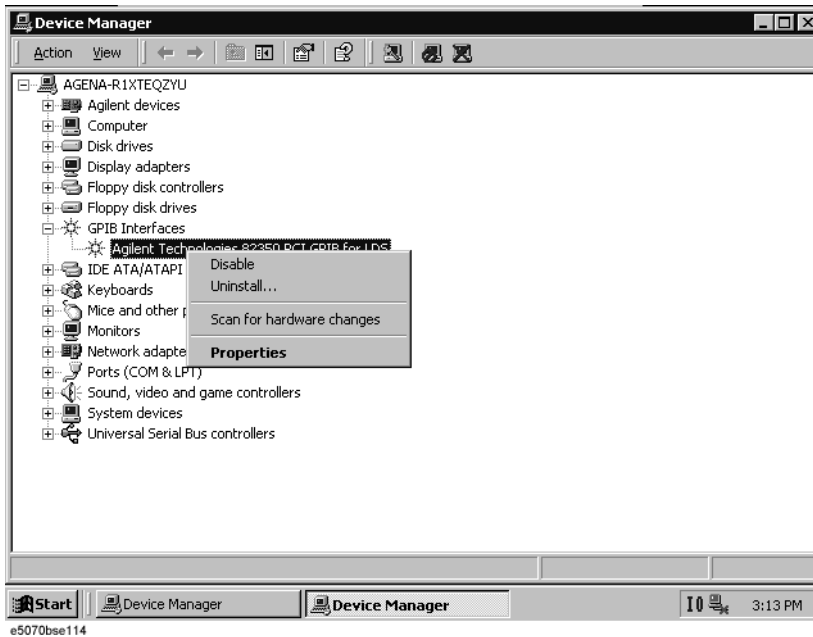 Device Manager
Action View
AGENA-R1XTEQZYU
Agilent devices
Computer
Disk drives
Display adapters
Floppy disk controllers
Floppy disk drives
GPIB Interfaces
Agilent Technologies 82350 PCI GPIB for LDS
Disable
IDE ATA/ATAPI
Uninstall...
Keyboards
Mice and other
Scan for hardware changes
Monitors
Network adapte
Properties
Ports (COM & LPT)
Sound, video and game controllers
System devices
Universal Serial Bus controllers
Start Device Manager Device Manager IO 3:13 PM
e5070bse114